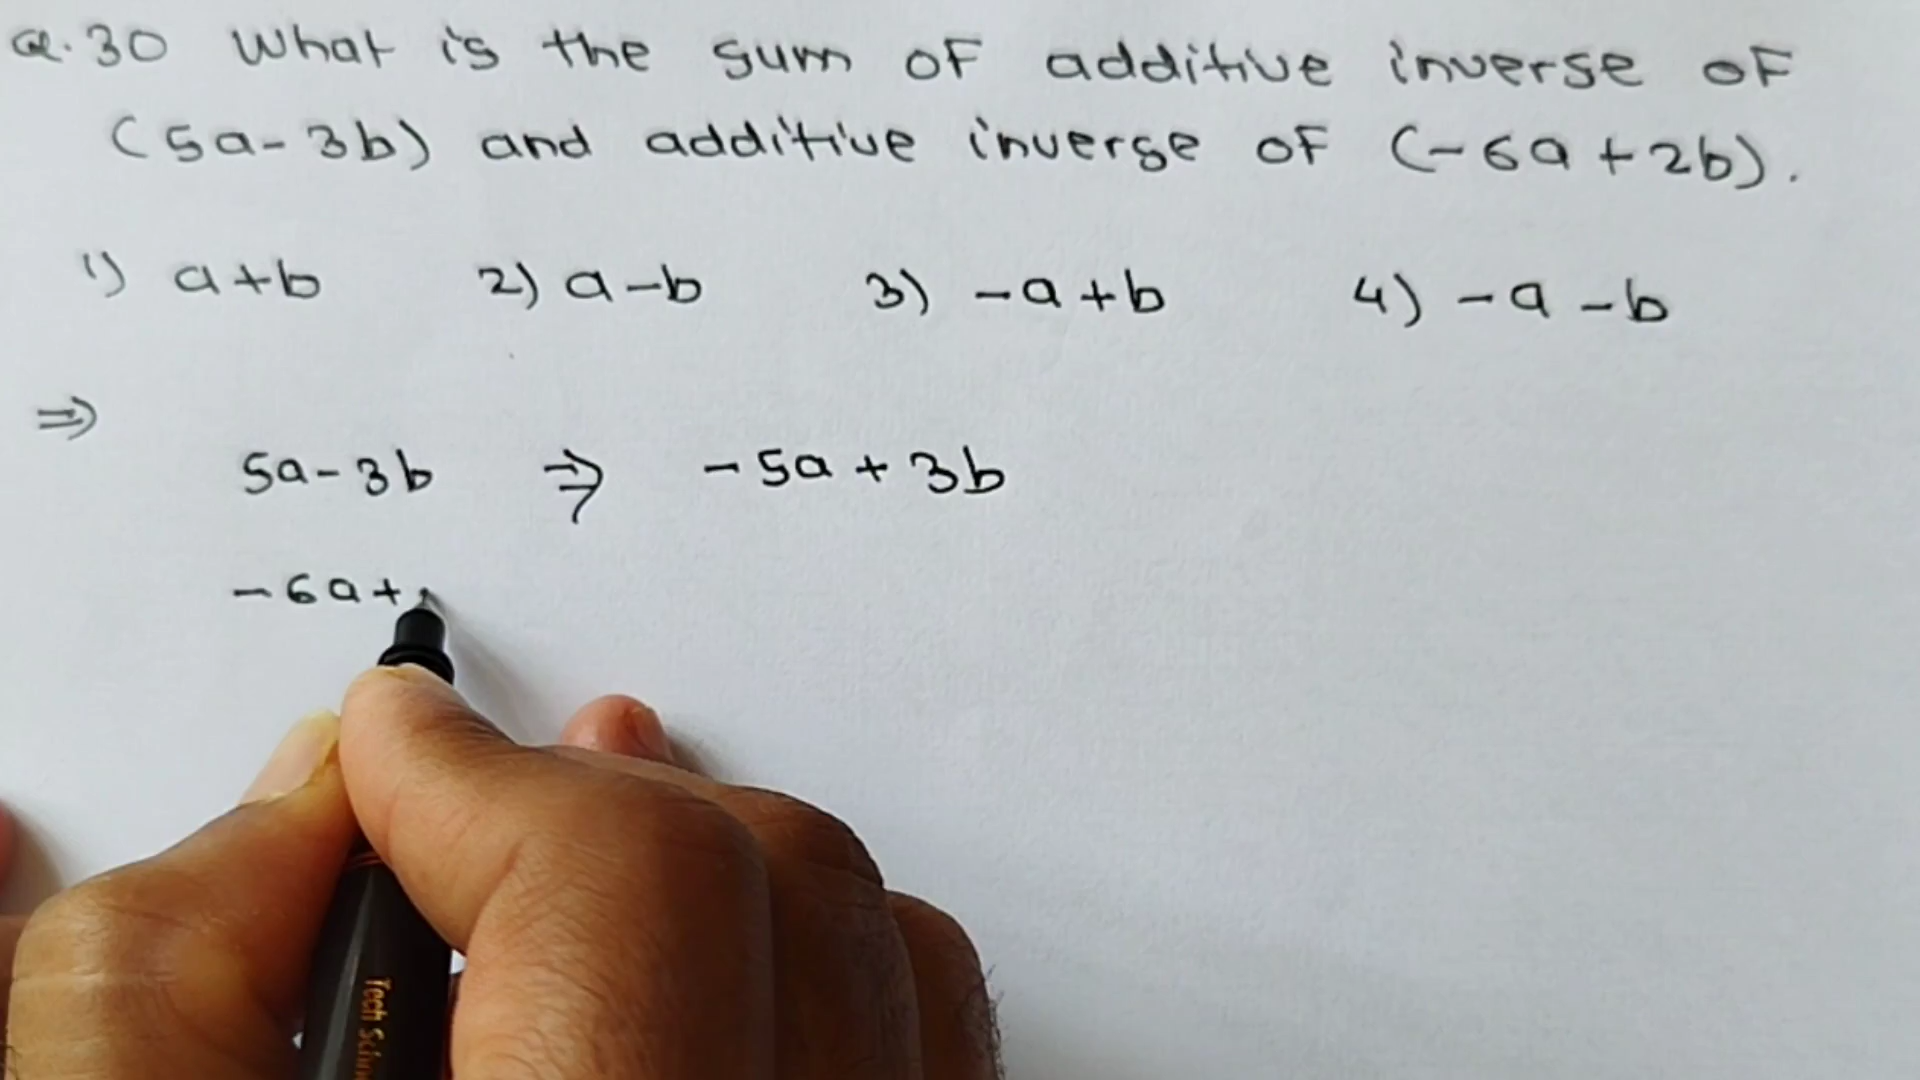 Q.30 What is the sum of additive inverse of
(5a-3b) and additive inverse of (-6a+2b).
1) a+b 2) a-b 3) -a+b 4) -a-b
⇒
5a-3b ⇒ -5a+3b
-6a+
Tech